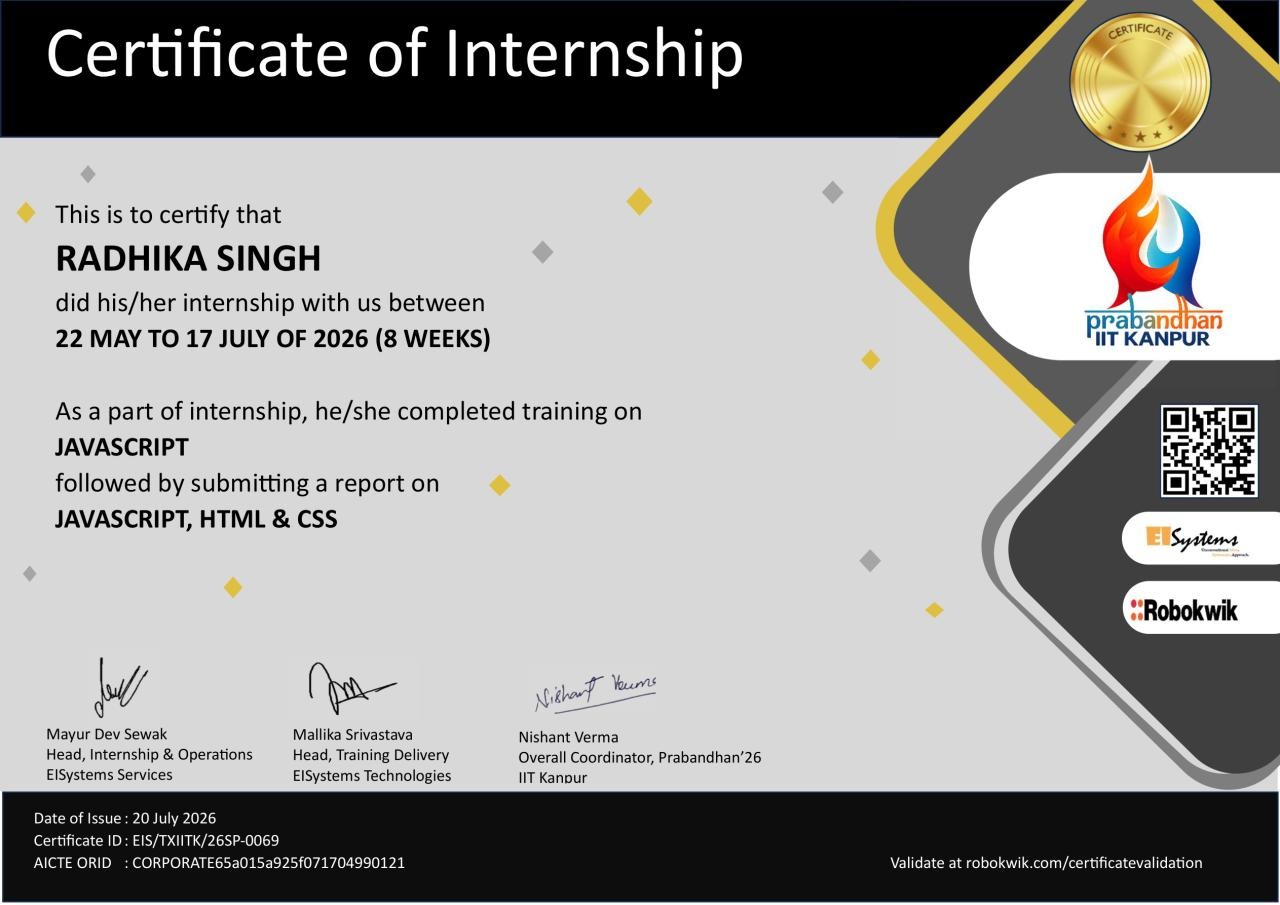 Certificate of Internship
CERTIFICATE
This is to certify that
RADHIKA SINGH
did his/her internship with us between
22 MAY TO 17 JULY OF 2026 (8 WEEKS)
prabandhan
IIT KANPUR
As a part of internship, he/she completed training on
JAVASCRIPT
followed by submitting a report on
JAVASCRIPT, HTML & CSS
EISystems
Robokwik
Nishant Verma
Mayur Dev Sewak
Head, Internship & Operations
EISystems Services
Mallika Srivastava
Head, Training Delivery
EISystems Technologies
Nishant Verma
Overall Coordinator, Prabandhan’26
IIT Kanpur
Date of Issue : 20 July 2026
Certificate ID : EIS/TXIITK/26SP-0069
AICTE ORID : CORPORATE65a015a925f071704990121
Validate at robokwik.com/certificatevalidation